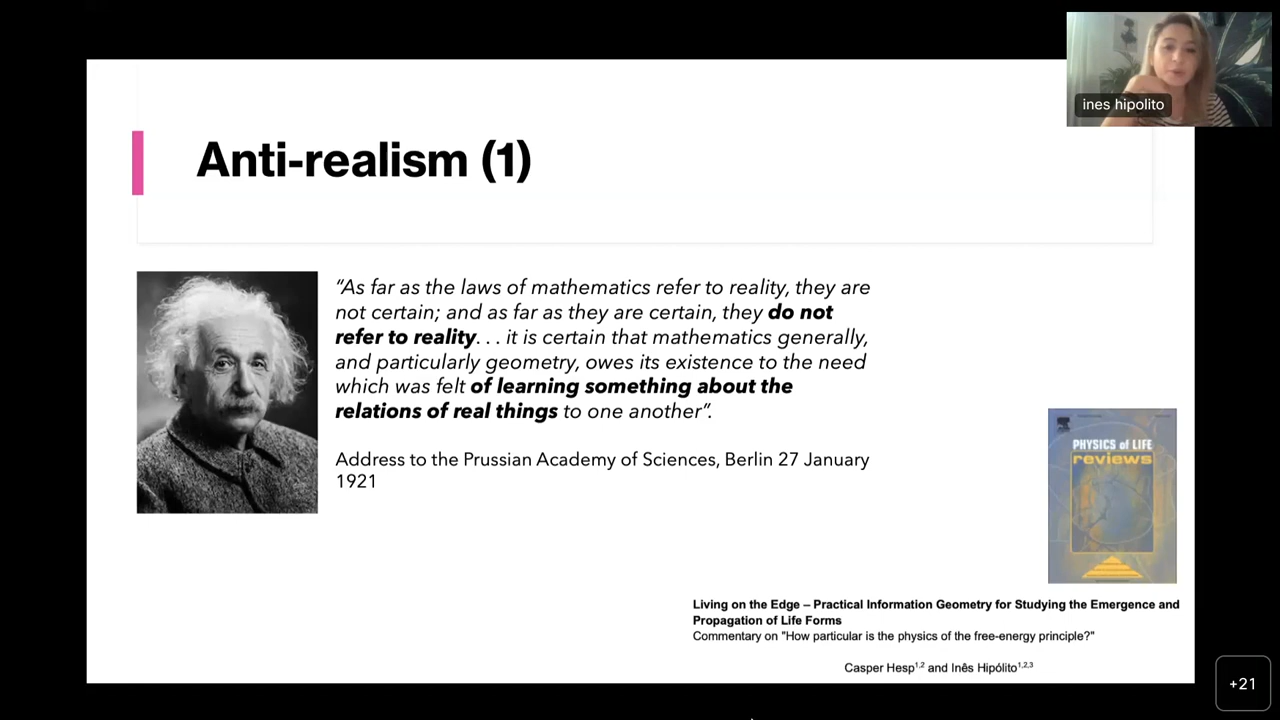 ines hipolito
Anti-realism (1)
“As far as the laws of mathematics refer to reality, they are
not certain; and as far as they are certain, they do not
refer to reality. . . it is certain that mathematics generally,
and particularly geometry, owes its existence to the need
which was felt of learning something about the
relations of real things to one another”.
Address to the Prussian Academy of Sciences, Berlin 27 January
1921
PHYSICS of LIFE
reviews
Living on the Edge – Practical Information Geometry for Studying the Emergence and
Propagation of Life Forms
Commentary on "How particular is the physics of the free-energy principle?"
Casper Hesp1,2 and Inês Hipólito1,2,3
+21